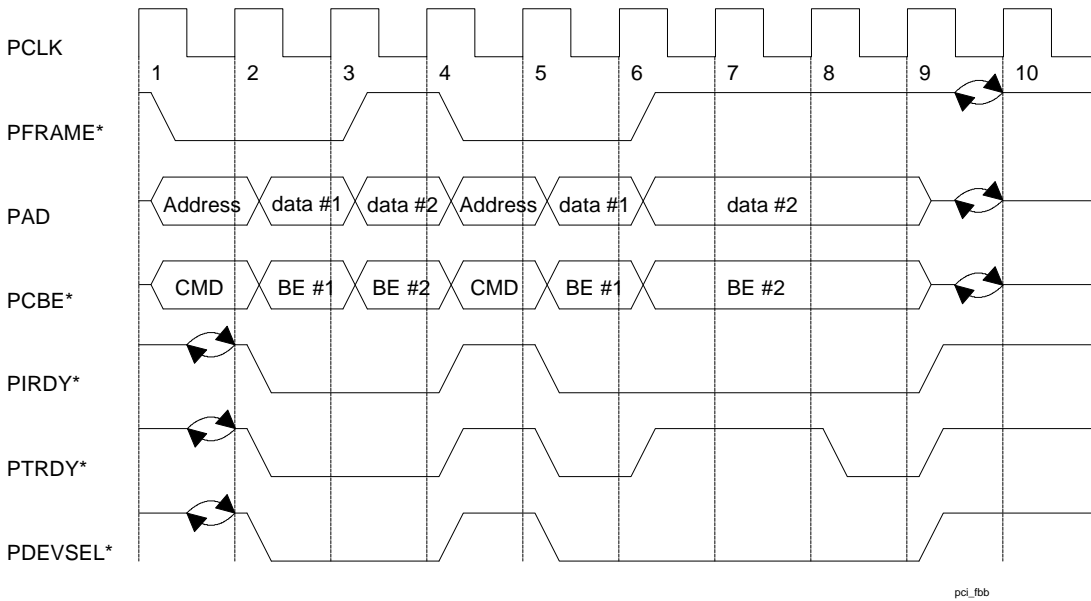 PCLK
1 2 3 4 5 6 7 8 9 10
PFRAME*
PAD
Address data #1 data #2 Address data #1 data #2
PCBE*
CMD BE #1 BE #2 CMD BE #1 BE #2
PIRDY*
PTRDY*
PDEVSEL*
pci_fbb